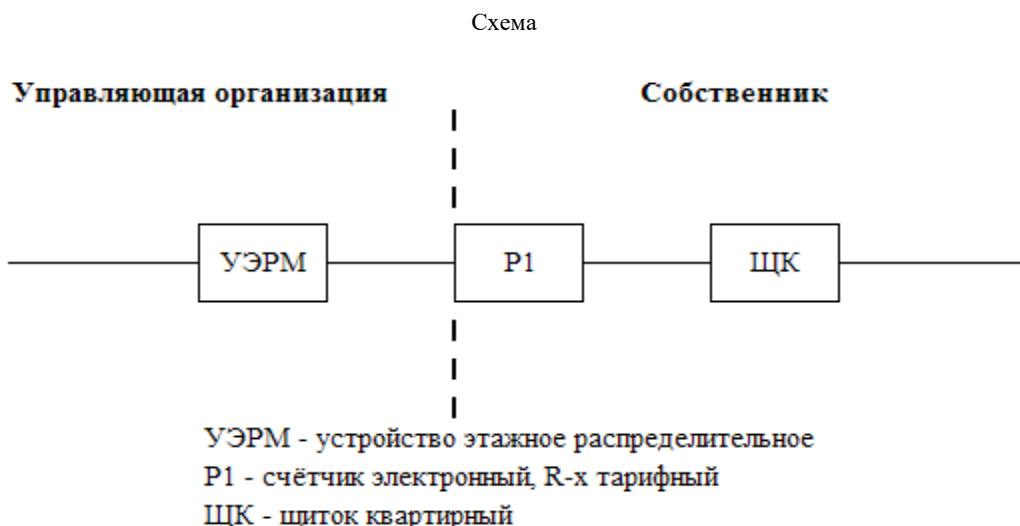 Схема
Управляющая организация
Собственник
УЭРМ
Р1
ЩК
УЭРМ - устройство этажное распределительное
Р1 - счётчик электронный, R-х тарифный
ЩК - щиток квартирный